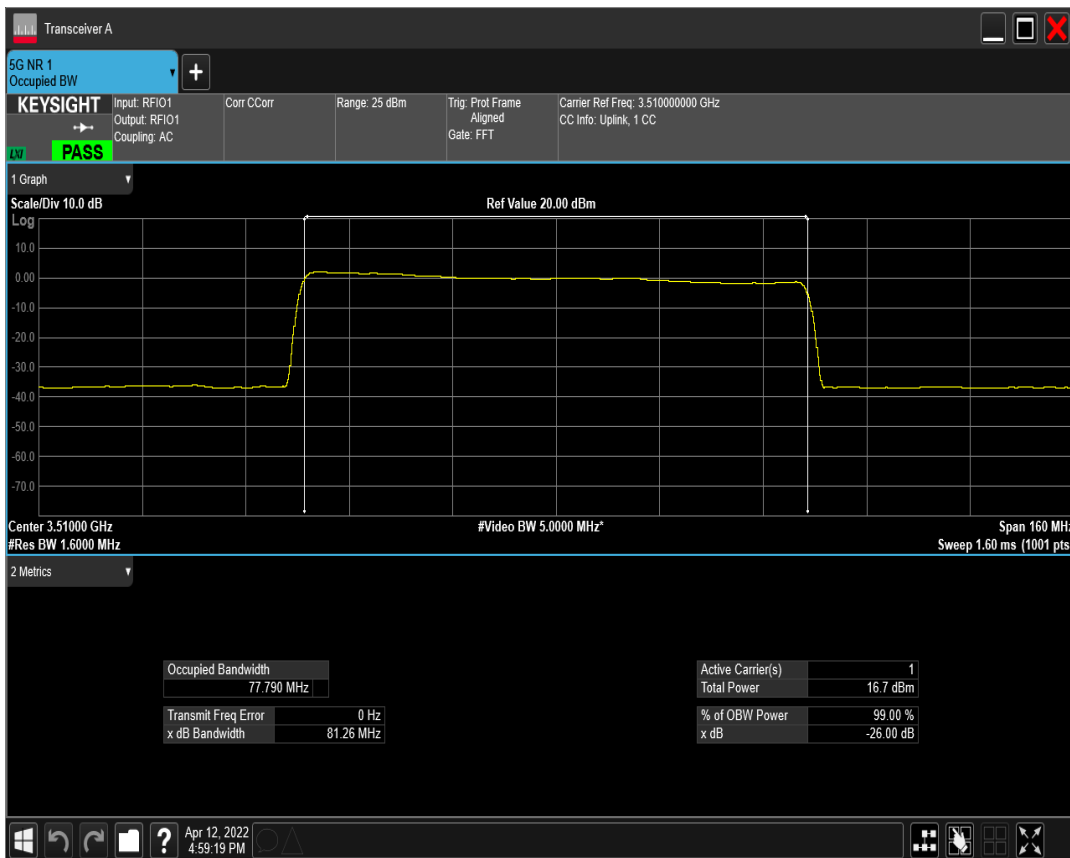 Transceiver A
5G NR 1
Occupied BW
KEYSIGHT
LXI
PASS
Input: RFIO1
Output: RFIO1
Coupling: AC
Corr CCorr
Range: 25 dBm
Trig: Prot Frame
Aligned
Gate: FFT
Carrier Ref Freq: 3.510000000 GHz
CC Info: Uplink, 1 CC
1 Graph
Scale/Div 10.0 dB
Ref Value 20.00 dBm
Log
10.0
0.00
-10.0
-20.0
-30.0
-40.0
-50.0
-60.0
-70.0
Center 3.51000 GHz
#Video BW 5.0000 MHz*
Span 160 MHz
#Res BW 1.6000 MHz
Sweep 1.60 ms (1001 pts
2 Metrics
Occupied Bandwidth
77.790 MHz
Transmit Freq Error 0 Hz
x dB Bandwidth 81.26 MHz
Active Carrier(s) 1
Total Power 16.7 dBm
% of OBW Power 99.00 %
x dB -26.00 dB
?
Apr 12, 2022
4:59:19 PM